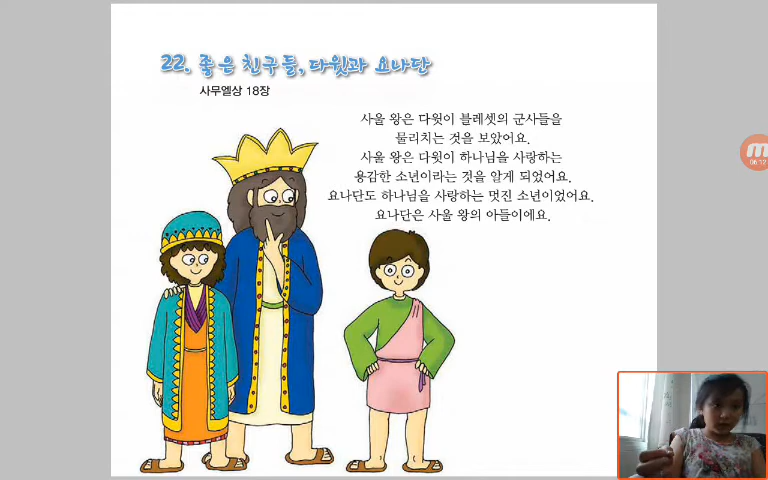 22. 좋은 친구들, 다윗과 요나단
사무엘상 18장
사울 왕은 다윗이 블레셋의 군사들을
물리치는 것을 보았어요.
사울 왕은 다윗이 하나님을 사랑하는
용감한 소년이라는 것을 알게 되었어요.
요나단도 하나님을 사랑하는 멋진 소년이었어요.
요나단은 사울 왕의 아들이에요.
M
06:12